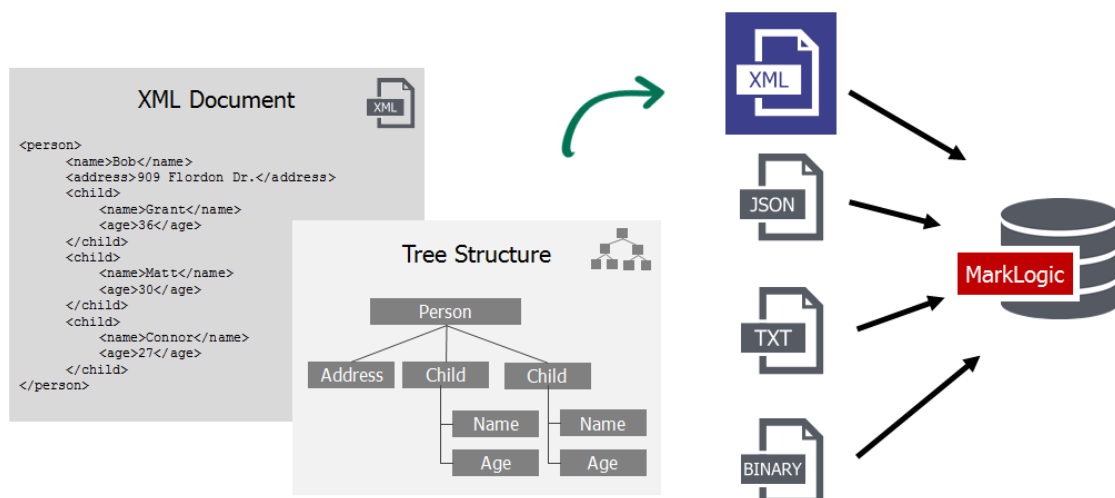 XML Document
XML
<person>
<name>Bob</name>
<address>909 Flordon Dr.</address>
<child>
<name>Grant</name>
<age>36</age>
</child>
<child>
<name>Matt</name>
<age>30</age>
</child>
<child>
<name>Connor</name>
<age>27</age>
</child>
</person>
Tree Structure
Person
Address Child Child
Name Name
Age Age
XML
JSON
TXT
BINARY
MarkLogic